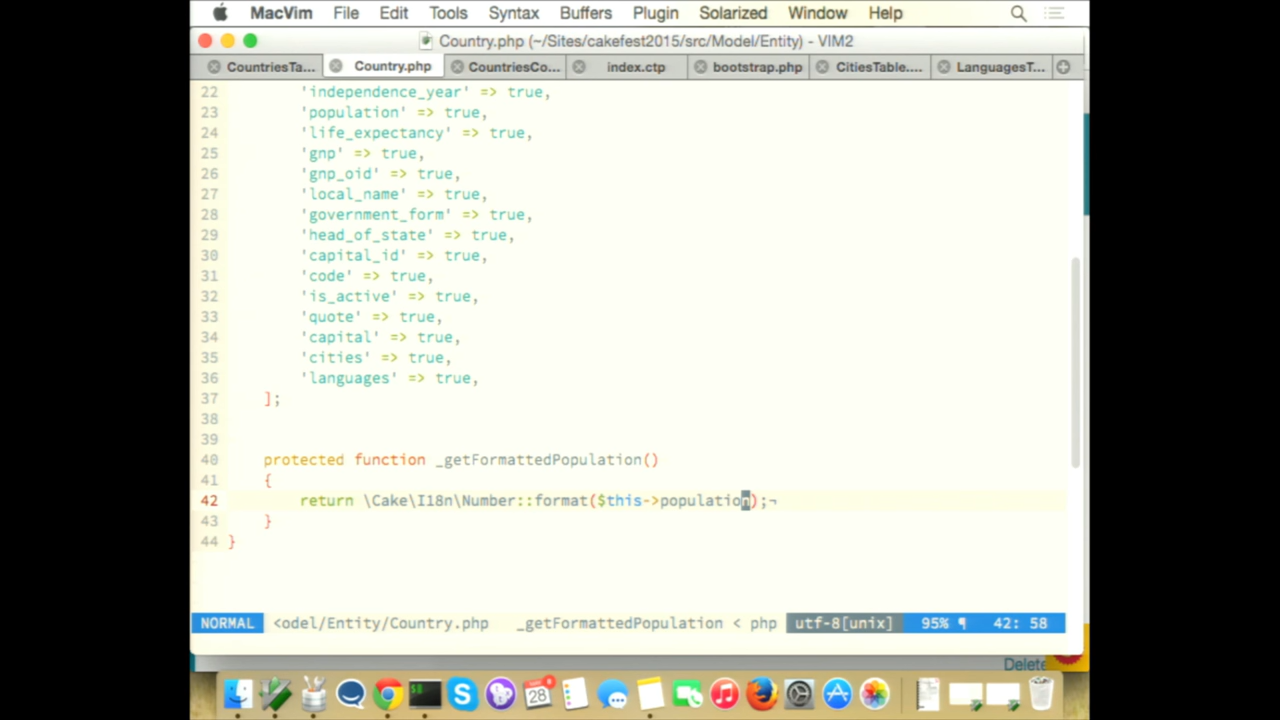 MacVim File Edit Tools Syntax Buffers Plugin Solarized Window Help
Country.php (~/Sites/cakefest2015/src/Model/Entity) - VIM2
CountriesTa... Country.php CountriesCo... index.ctp bootstrap.php CitiesTable.... LanguagesT...
22 'independence_year' => true,
23 'population' => true,
24 'life_expectancy' => true,
25 'gnp' => true,
26 'gnp_oid' => true,
27 'local_name' => true,
28 'government_form' => true,
29 'head_of_state' => true,
30 'capital_id' => true,
31 'code' => true,
32 'is_active' => true,
33 'quote' => true,
34 'capital' => true,
35 'cities' => true,
36 'languages' => true,
37 ];
38
39
40 protected function _getFormattedPopulation()
41 {
42 return \Cake\I18n\Number::format($this->population);¬
43 }
44 }
NORMAL <odel/Entity/Country.php _getFormattedPopulation < php utf-8[unix] 95% ¶ 42: 58
Delete
28